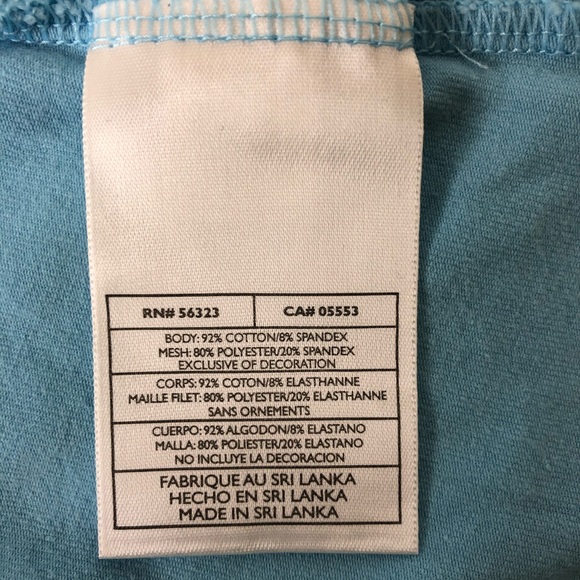 RN# 56323 CA# 05553
BODY: 92% COTTON/8% SPANDEX
MESH: 80% POLYESTER/20% SPANDEX
EXCLUSIVE OF DECORATION
CORPS: 92% COTON/8% ELASTHANNE
MAILLE FILET: 80% POLYESTER/20% ELASTHANNE
SANS ORNEMENTS
CUERPO: 92% ALGODON/8% ELASTANO
MALLA: 80% POLIESTER/20% ELASTANO
NO INCLUYE LA DECORACION
FABRIQUE AU SRI LANKA
HECHO EN SRI LANKA
MADE IN SRI LANKA